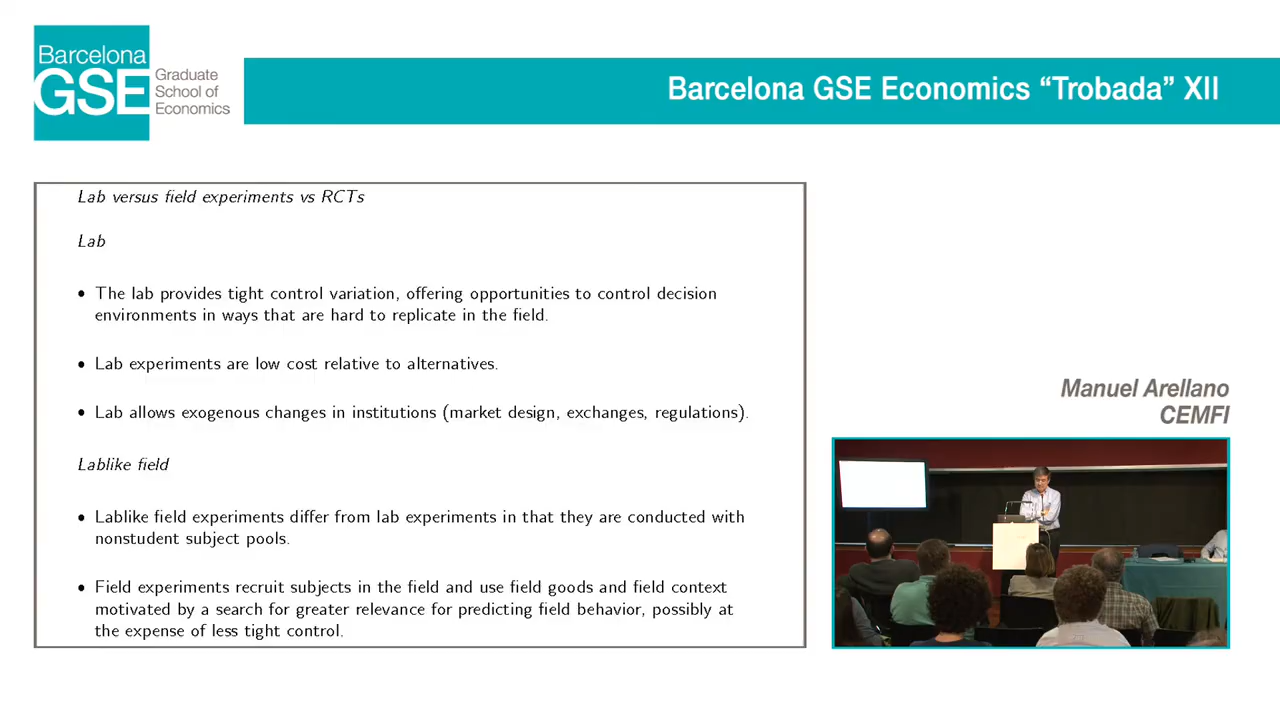 Barcelona
GSE
Graduate
School of
Economics
Barcelona GSE Economics “Trobada” XII
Lab versus field experiments vs RCTs
Lab
• The lab provides tight control variation, offering opportunities to control decision
environments in ways that are hard to replicate in the field.
• Lab experiments are low cost relative to alternatives.
• Lab allows exogenous changes in institutions (market design, exchanges, regulations).
Lablike field
• Lablike field experiments differ from lab experiments in that they are conducted with
nonstudent subject pools.
• Field experiments recruit subjects in the field and use field goods and field context
motivated by a search for greater relevance for predicting field behavior, possibly at
the expense of less tight control.
Manuel Arellano
CEMFI